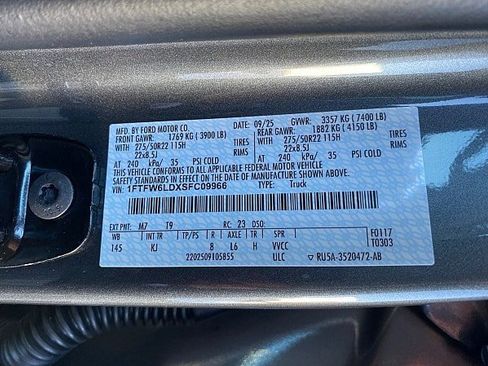 MFD. BY FORD MOTOR CO. DATE: 09/25 GVWR: 3357 KG ( 7400 LB)
FRONT GAWR: 1769 KG ( 3900 LB) REAR GAWR: 1882 KG ( 4150 LB)
WITH 275/50R22 115H TIRES WITH 275/50R22 115H TIRES
22x8.5J RIMS 22x8.5J RIMS
AT 240 kPa/ 35 PSI COLD AT 240 kPa/ 35 PSI COLD
THIS VEHICLE CONFORMS TO ALL APPLICABLE FEDERAL MOTOR VEHICLE
SAFETY STANDARDS IN EFFECT ON THE DATE OF MANUFACTURE SHOWN ABOVE
VEHICLE IDENTIFICATION NO.
VIN: 1FTFW6LDXSFC09966 TYPE: Truck
EXT PNT: M7 T9 RC: 23 DSO: F0117
WB INT TR TP/PS R AXLE TR SPR T0303
145 KJ 8 L6 H VVCC
2202509105855 ULC RU5A-3520472-AB